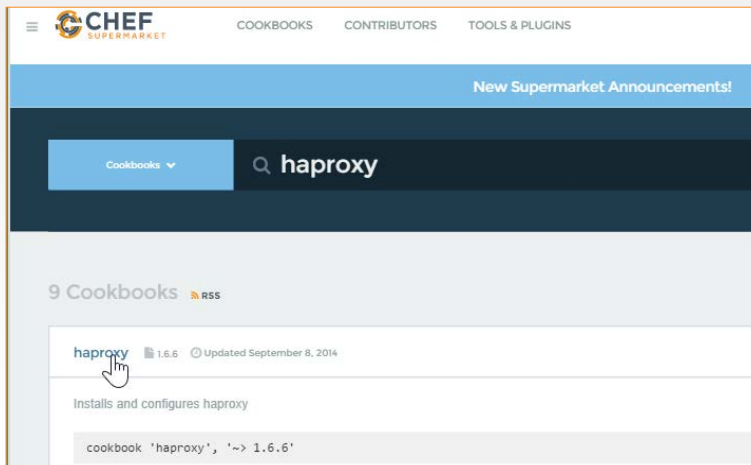 CHEF
SUPERMARKET
COOKBOOKS CONTRIBUTORS TOOLS & PLUGINS
New Supermarket Announcements!
Cookbooks haproxy
9 Cookbooks RSS
haproxy 1.6.6 Updated September 8, 2014
Installs and configures haproxy
cookbook 'haproxy', '~> 1.6.6'